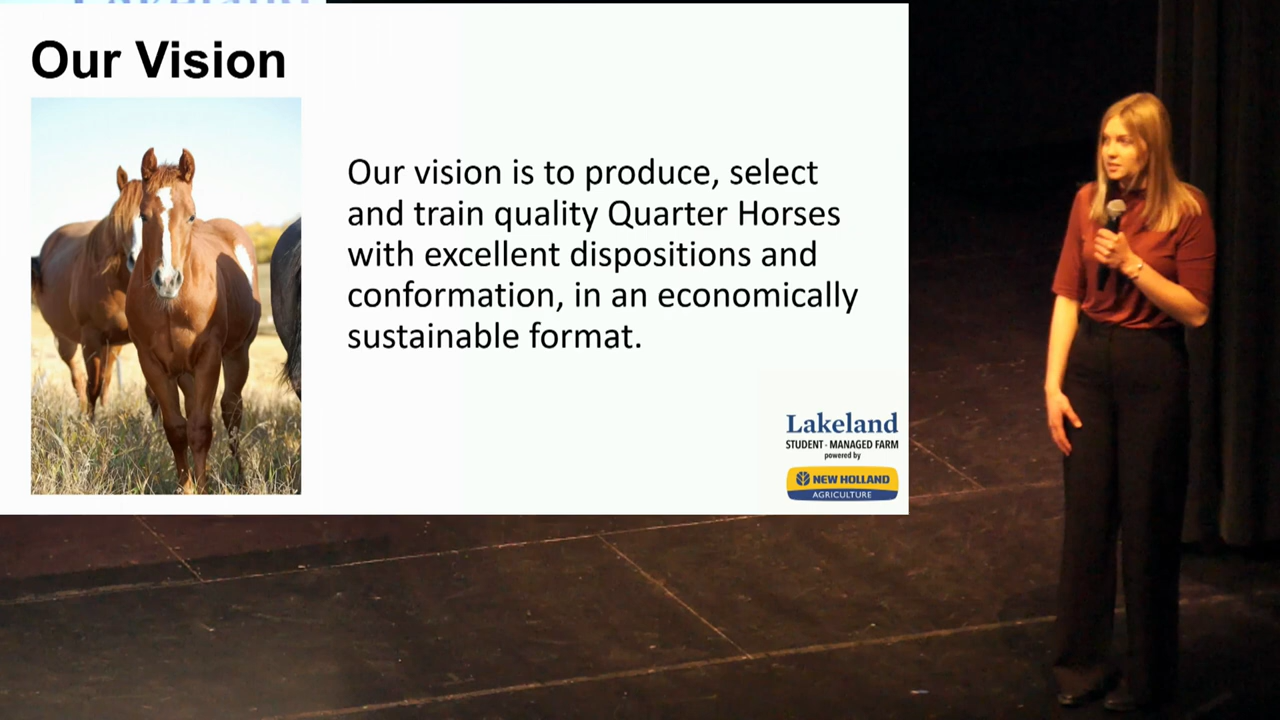 Our Vision
Our vision is to produce, select
and train quality Quarter Horses
with excellent dispositions and
conformation, in an economically
sustainable format.
Lakeland
STUDENT - MANAGED FARM
powered by
NEW HOLLAND
AGRICULTURE